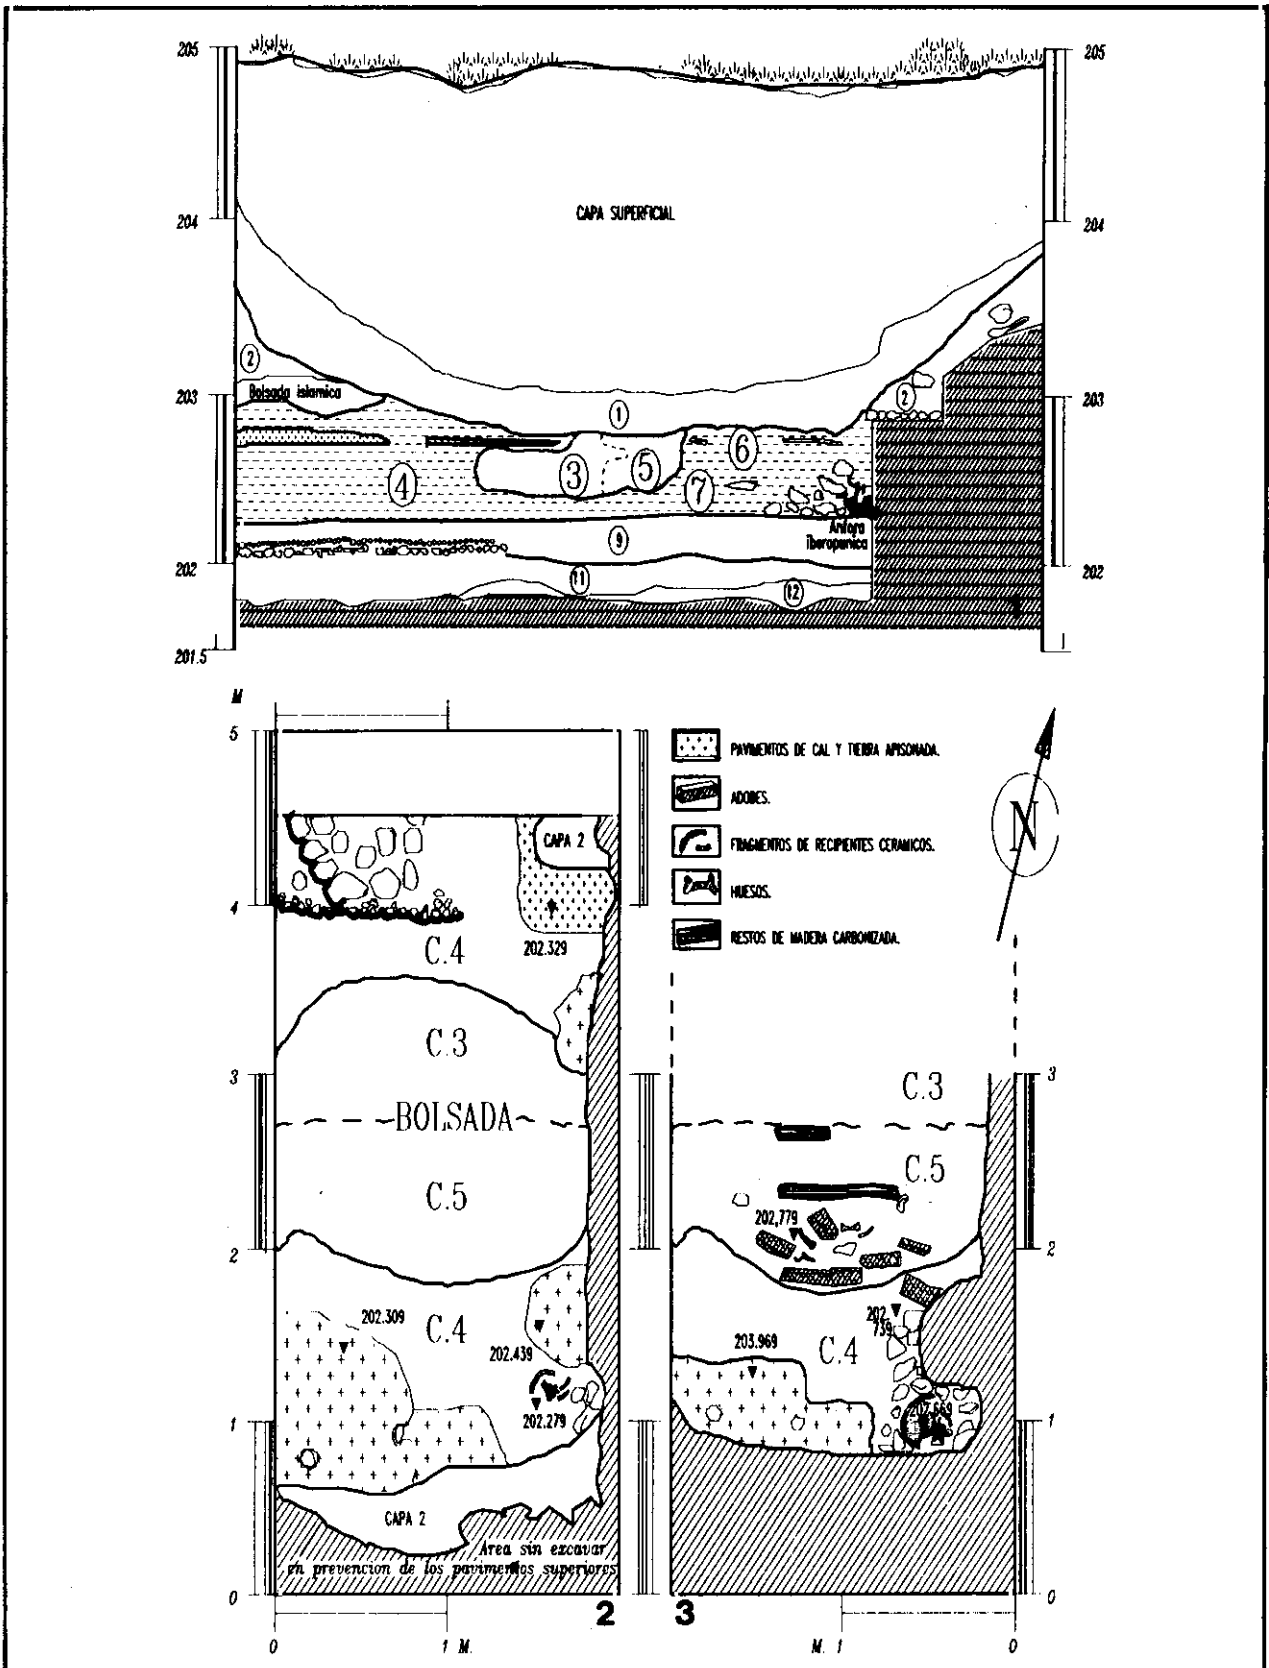 205
205
CAPA SUPERFICIAL
204
204
2
Bolsada islamica
203
203
1
2
6
3
5
4
7
Anfora
iberopunica
9
202
202
11
12
201.5
M
5
PAVIMENTOS DE CAL Y TIERRA APISONADA.
ADOBES.
CAPA 2
N
FRAGMENTOS DE RECIPIENTES CERAMICOS.
HUESOS.
4
RESTOS DE MADERA CARBONIZADA.
C.4
202.329
C.3
3
3
C.3
BOLSADA
C.5
C.5
202,779
2
2
202.309
C.4
202.439
202.279
202
739
203.969
C.4
202,669
1
1
CAPA 2
Area sin excavar
en prevencion de los pavimentos superiores
0
0
2
3
0
1 M.
M. 1
0